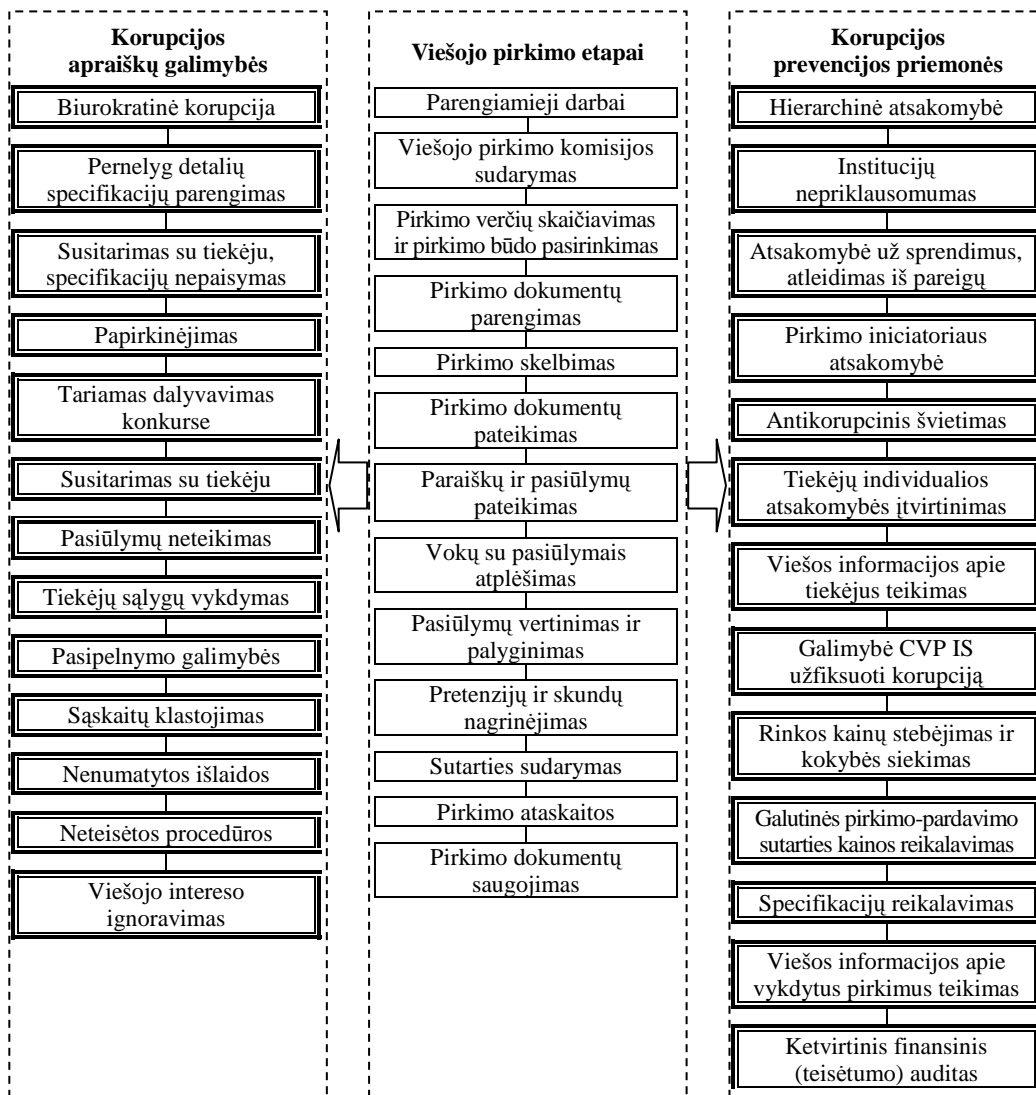 Korupcijos
apraiškų galimybės
Biurokratinė korupcija
Pernelyg detalių
specifikacijų parengimas
Susitarimas su tiekėju,
specifikacijų nepaisymas
Papirkinėjimas
Tariamas dalyvavimas
konkurse
Susitarimas su tiekėju
Pasiūlymų neteikimas
Tiekėjų sąlygų vykdymas
Pasipelnymo galimybės
Sąskaitų klastojimas
Nenumatytos išlaidos
Neteisėtos procedūros
Viešojo intereso
ignoravimas
Viešojo pirkimo etapai
Parengiamieji darbai
Viešojo pirkimo komisijos
sudarymas
Pirkimo verčių skaičiavimas
ir pirkimo būdo pasirinkimas
Pirkimo dokumentų
parengimas
Pirkimo skelbimas
Pirkimo dokumentų
pateikimas
Paraiškų ir pasiūlymų
pateikimas
Vokų su pasiūlymais
atplėšimas
Pasiūlymų vertinimas ir
palyginimas
Pretenzijų ir skundų
nagrinėjimas
Sutarties sudarymas
Pirkimo ataskaitos
Pirkimo dokumentų
saugojimas
Korupcijos
prevencijos priemonės
Hierarchinė atsakomybė
Institucijų
nepriklausomumas
Atsakomybė už sprendimus,
atleidimas iš pareigų
Pirkimo iniciatoriaus
atsakomybė
Antikorupcinis švietimas
Tiekėjų individualios
atsakomybės įtvirtinimas
Viešos informacijos apie
tiekėjus teikimas
Galimybė CVP IS
užfiksuoti korupciją
Rinkos kainų stebėjimas ir
kokybės siekimas
Galutinės pirkimo-pardavimo
sutarties kainos reikalavimas
Specifikacijų reikalavimas
Viešos informacijos apie
vykdytus pirkimus teikimas
Ketvirtinis finansinis
(teisėtumo) auditas